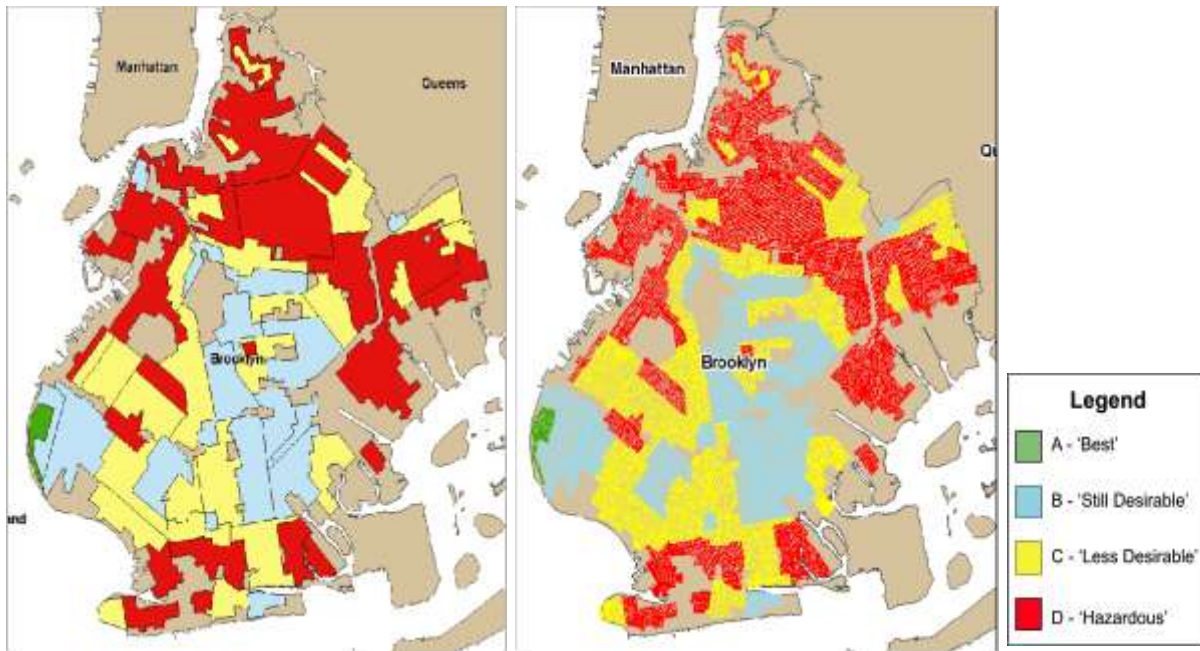 Manhattan
Queens
Brooklyn
and
Manhattan
Qu
Brooklyn
Legend
A - 'Best'
B - 'Still Desirable'
C - 'Less Desirable'
D - 'Hazardous'